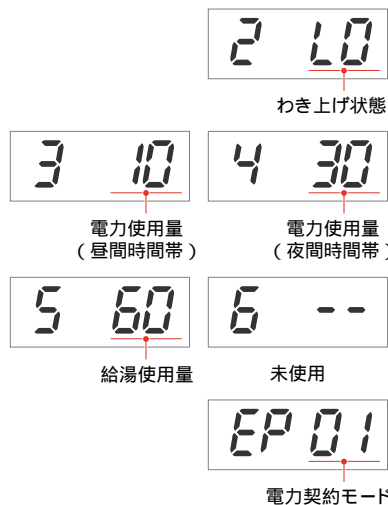 2 L0
わき上げ状態
3 10
4 30
電力使用量
(昼間時間帯)
電力使用量
(夜間時間帯)
5 60
6 --
給湯使用量
未使用
EP 01
電力契約モード